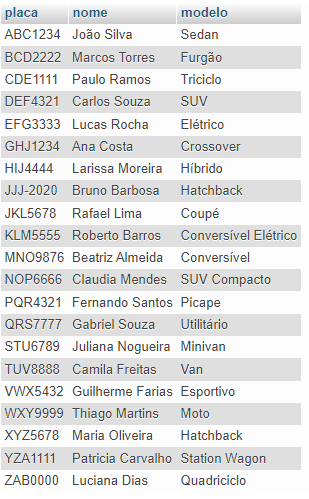 placa nome modelo
ABC1234 João Silva Sedan
BCD2222 Marcos Torres Furgão
CDE1111 Paulo Ramos Triciclo
DEF4321 Carlos Souza SUV
EFG3333 Lucas Rocha Elétrico
GHJ1234 Ana Costa Crossover
HIJ4444 Larissa Moreira Híbrido
JJJ-2020 Bruno Barbosa Hatchback
JKL5678 Rafael Lima Coupé
KLM5555 Roberto Barros Conversível Elétrico
MNO9876 Beatriz Almeida Conversível
NOP6666 Claudia Mendes SUV Compacto
PQR4321 Fernando Santos Picape
QRS7777 Gabriel Souza Utilitário
STU6789 Juliana Nogueira Minivan
TUV8888 Camila Freitas Van
VWX5432 Guilherme Farias Esportivo
WXY9999 Thiago Martins Moto
XYZ5678 Maria Oliveira Hatchback
YZA1111 Patricia Carvalho Station Wagon
ZAB0000 Luciana Dias Quadriciclo